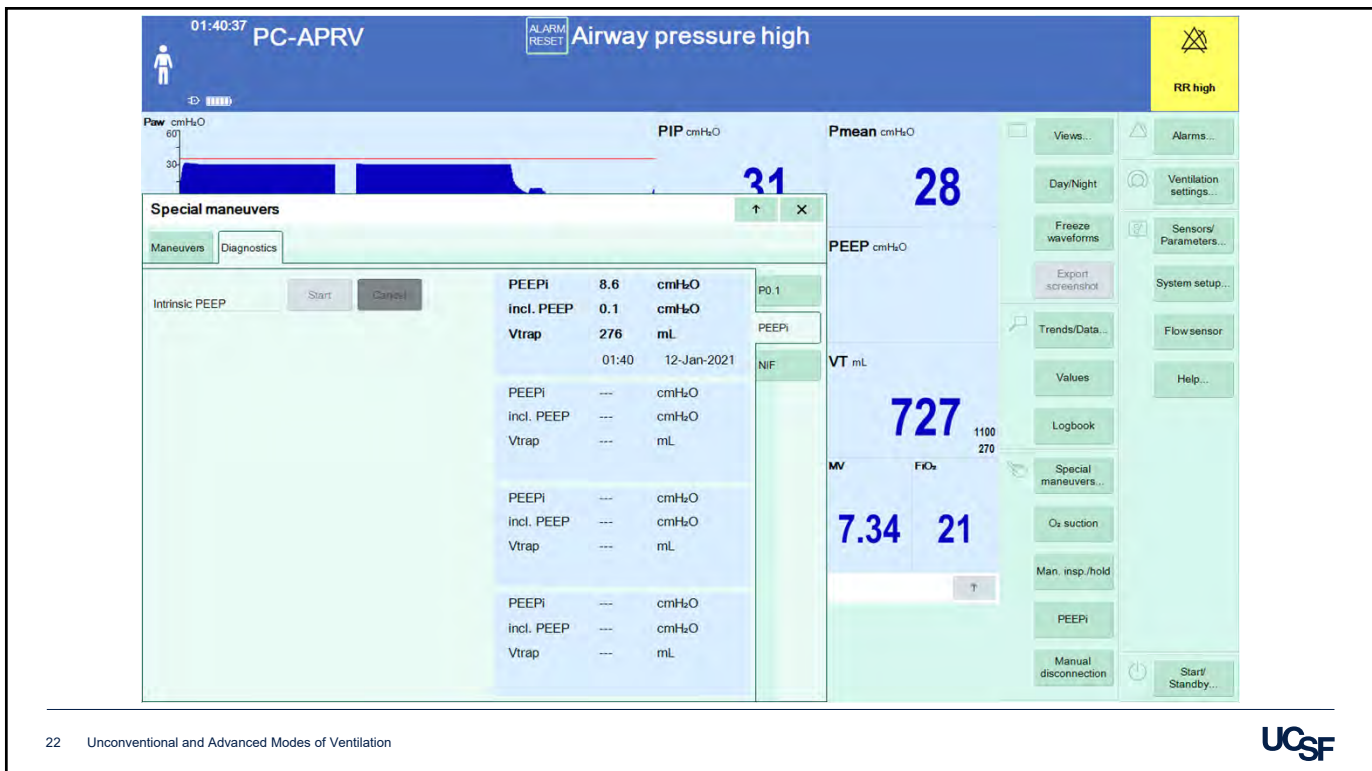 01:40:37 PC-APRV
ALARM RESET Airway pressure high
RR high
Paw cmH₂O
60
30
PIP cmH₂O
31
Pmean cmH₂O
28
Special maneuvers
Maneuvers Diagnostics
Intrinsic PEEP Start Cancel
PEEPi 8.6 cmH₂O
incl. PEEP 0.1 cmH₂O
Vtrap 276 mL
01:40 12-Jan-2021
PEEPi --- cmH₂O
incl. PEEP --- cmH₂O
Vtrap --- mL
PEEPi --- cmH₂O
incl. PEEP --- cmH₂O
Vtrap --- mL
PEEPi --- cmH₂O
incl. PEEP --- cmH₂O
Vtrap --- mL
P0.1
PEEPi
NIF
PEEP cmH₂O
VT mL
727 1100
270
MV FiO₂
7.34 21
Views...
Day/Night
Freeze
waveforms
Export
screenshot
Trends/Data...
Values
Logbook
Special
maneuvers...
O₂ suction
Man. insp./hold
PEEPi
Manual
disconnection
Alarms...
Ventilation
settings...
Sensors/
Parameters...
System setup...
Flow sensor
Help...
Start/
Standby...
22 Unconventional and Advanced Modes of Ventilation
UCSF